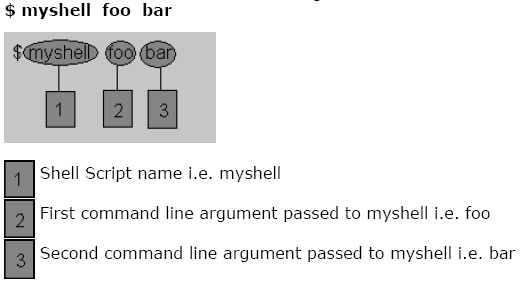 $ myshell foo bar
$ myshell foo bar
1 2 3
1 Shell Script name i.e. myshell
2 First command line argument passed to myshell i.e. foo
3 Second command line argument passed to myshell i.e. bar